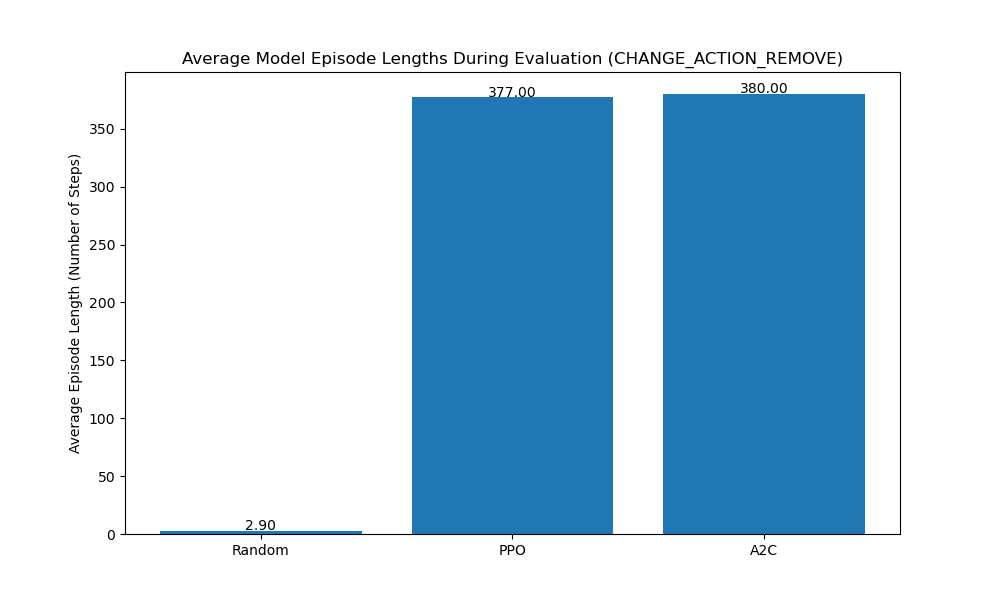 Average Model Episode Lengths During Evaluation (CHANGE_ACTION_REMOVE)
Average Episode Length (Number of Steps)
350
300
250
200
150
100
50
0
2.90
377.00
380.00
Random
PPO
A2C